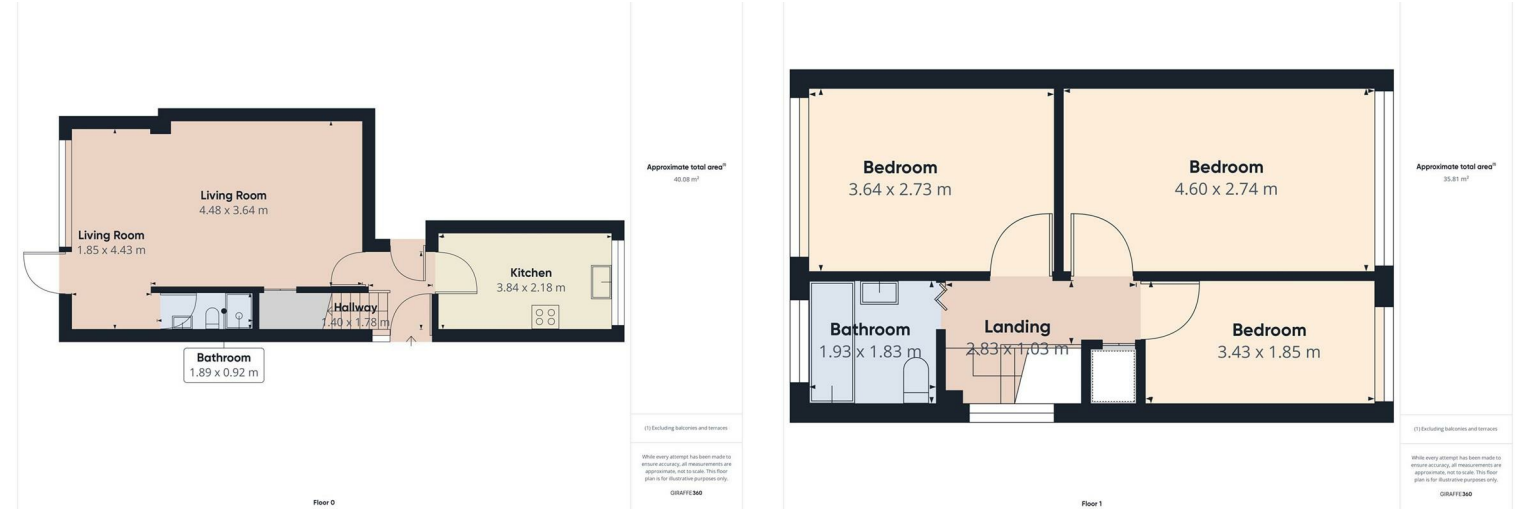 Living Room
4.48 x 3.64 m
Living Room
1.85 x 4.43 m
Kitchen
3.84 x 2.18 m
Hallway
1.40 x 1.78 m
Bathroom
1.89 x 0.92 m
Floor 0
Approximate total area(1)
40.08 m²
(1) Excluding balconies and terraces
While every attempt has been made to
ensure accuracy, all measurements are
approximate, not to scale. This floor
plan is for illustrative purposes only.
GIRAFFE360
Bedroom
3.64 x 2.73 m
Bedroom
4.60 x 2.74 m
Bathroom
1.93 x 1.83 m
Landing
2.83 x 1.03 m
Bedroom
3.43 x 1.85 m
Floor 1
Approximate total area(1)
35.81 m²
(1) Excluding balconies and terraces
While every attempt has been made to
ensure accuracy, all measurements are
approximate, not to scale. This floor
plan is for illustrative purposes only.
GIRAFFE360